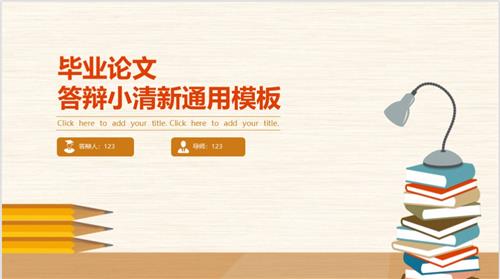 毕业论文
答辩小清新通用模板
Click here to add your title. Click here to add your title.
答辩人：123
导师：123